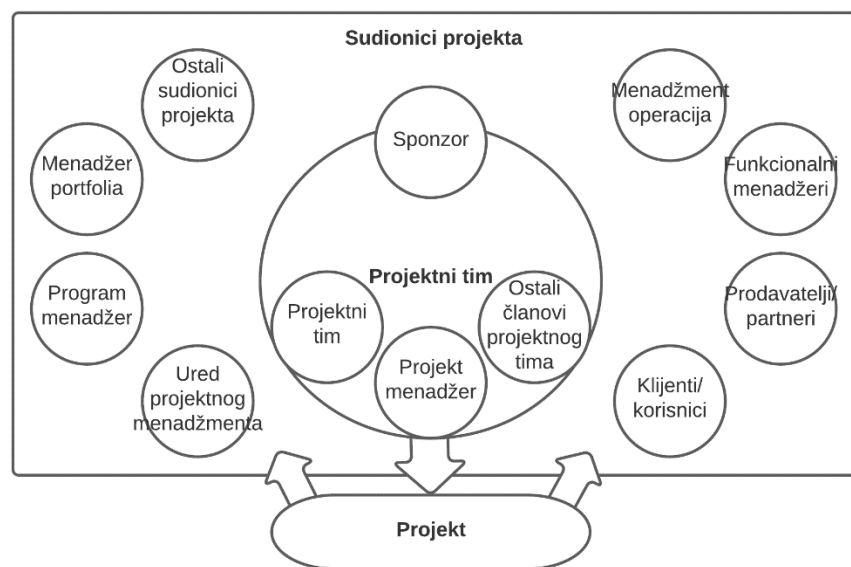 Sudionici projekta
Ostali
sudionici
projekta
Menadžer
portfolia
Program
menadžer
Ured
projektnog
menadžmenta
Sponzor
Projektni tim
Projektni
tim
Projekt
menadžer
Ostali
članovi
projektnog
tima
Menadžment
operacija
Funkcionalni
menadžeri
Prodavatelji/
partneri
Klijenti/
korisnici
Projekt